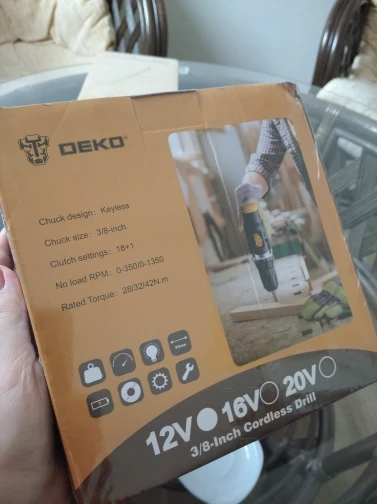 DEKO®
Chuck design: Keyless
Chuck size: 3/8-inch
Clutch settings: 18+1
No load RPM: 0-350/0-1350
Rated Torque: 28/32/42N.m
12V 16V 20V
3/8-Inch Cordless Drill